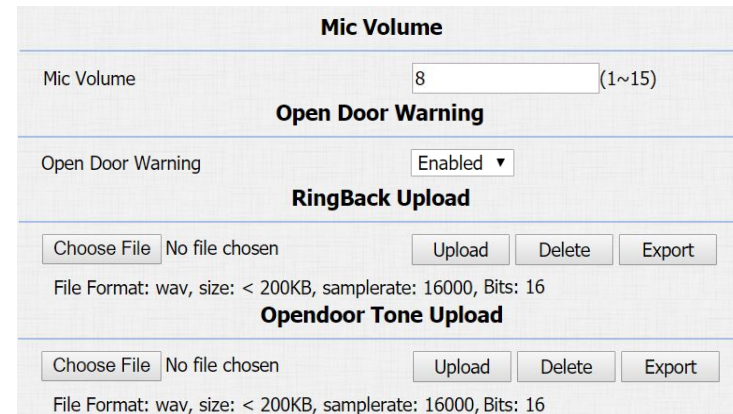 Mic Volume
Mic Volume 8 (1~15)
Open Door Warning
Open Door Warning Enabled ▼
RingBack Upload
Choose File No file chosen Upload Delete Export
File Format: wav, size: < 200KB, samplerate: 16000, Bits: 16
Opendoor Tone Upload
Choose File No file chosen Upload Delete Export
File Format: wav, size: < 200KB, samplerate: 16000, Bits: 16